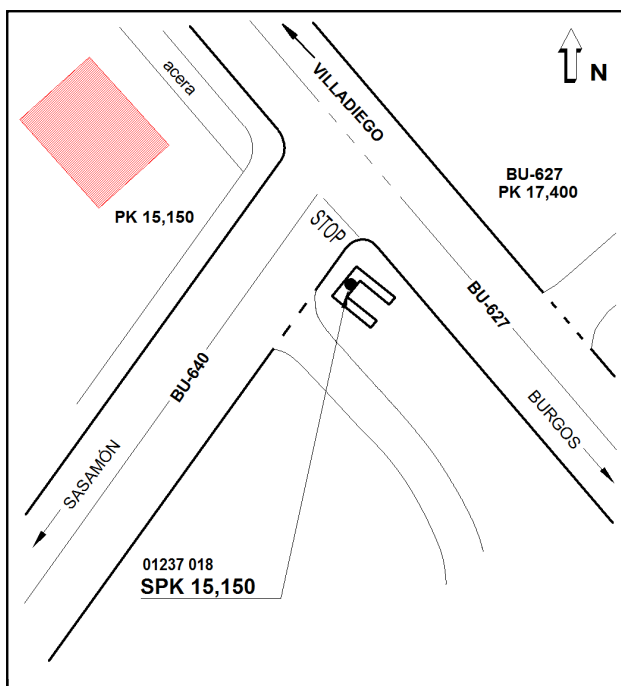 acera
VILLADIEGO
N
BU-627
PK 17,400
PK 15,150
STOP
BU-627
BU-640
BURGOS
SASAMÓN
01237 018
SPK 15,150